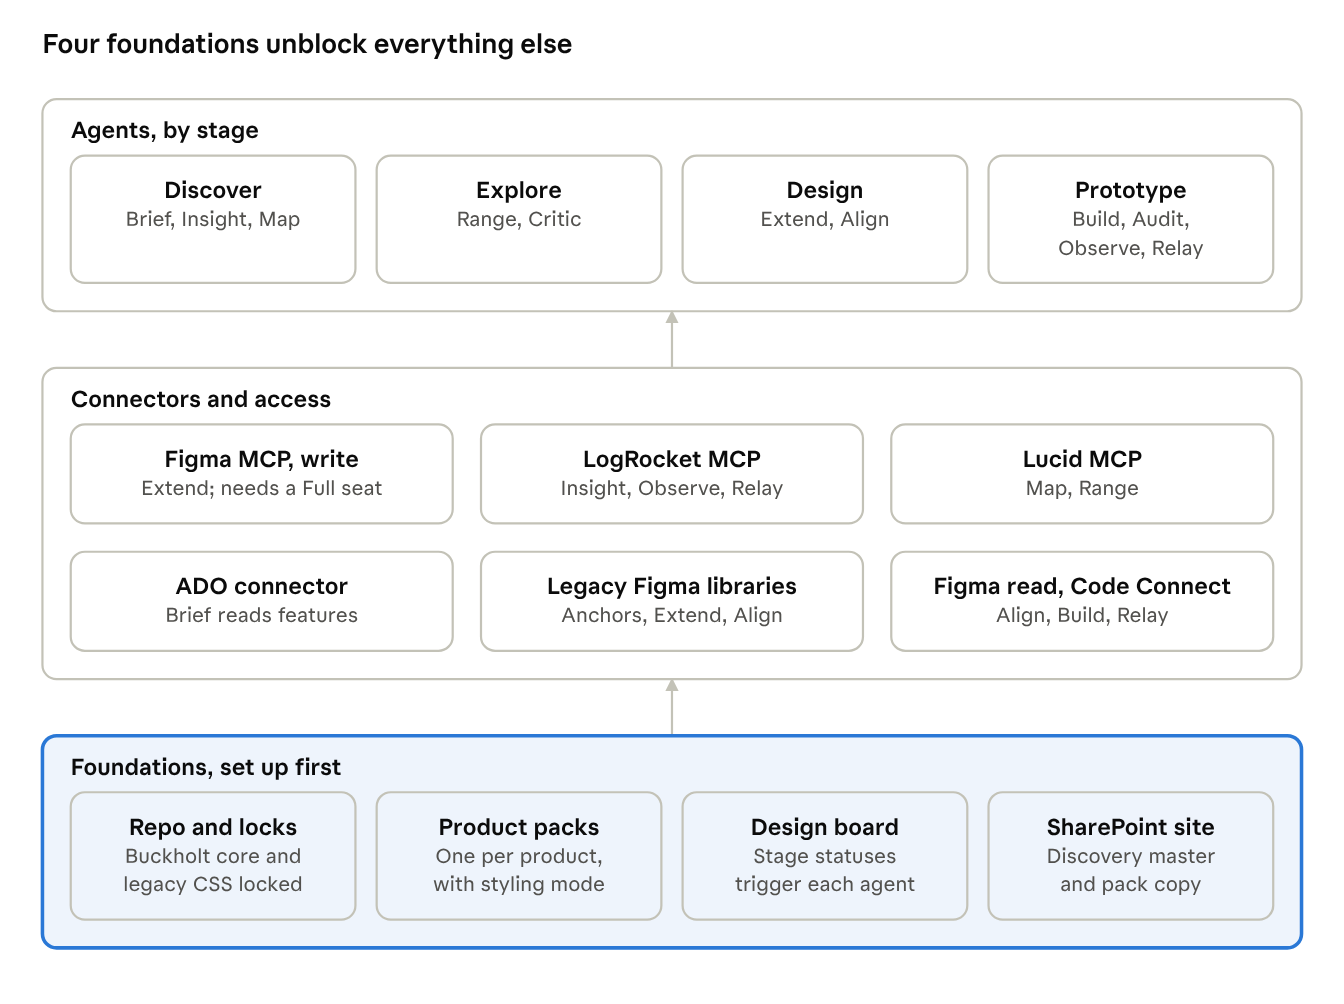 Four foundations unblock everything else
Agents, by stage
Discover
Brief, Insight, Map
Explore
Range, Critic
Design
Extend, Align
Prototype
Build, Audit,
Observe, Relay
Connectors and access
Figma MCP, write
Extend; needs a Full seat
LogRocket MCP
Insight, Observe, Relay
Lucid MCP
Map, Range
ADO connector
Brief reads features
Legacy Figma libraries
Anchors, Extend, Align
Figma read, Code Connect
Align, Build, Relay
Foundations, set up first
Repo and locks
Buckholt core and
legacy CSS locked
Product packs
One per product,
with styling mode
Design board
Stage statuses
trigger each agent
SharePoint site
Discovery master
and pack copy